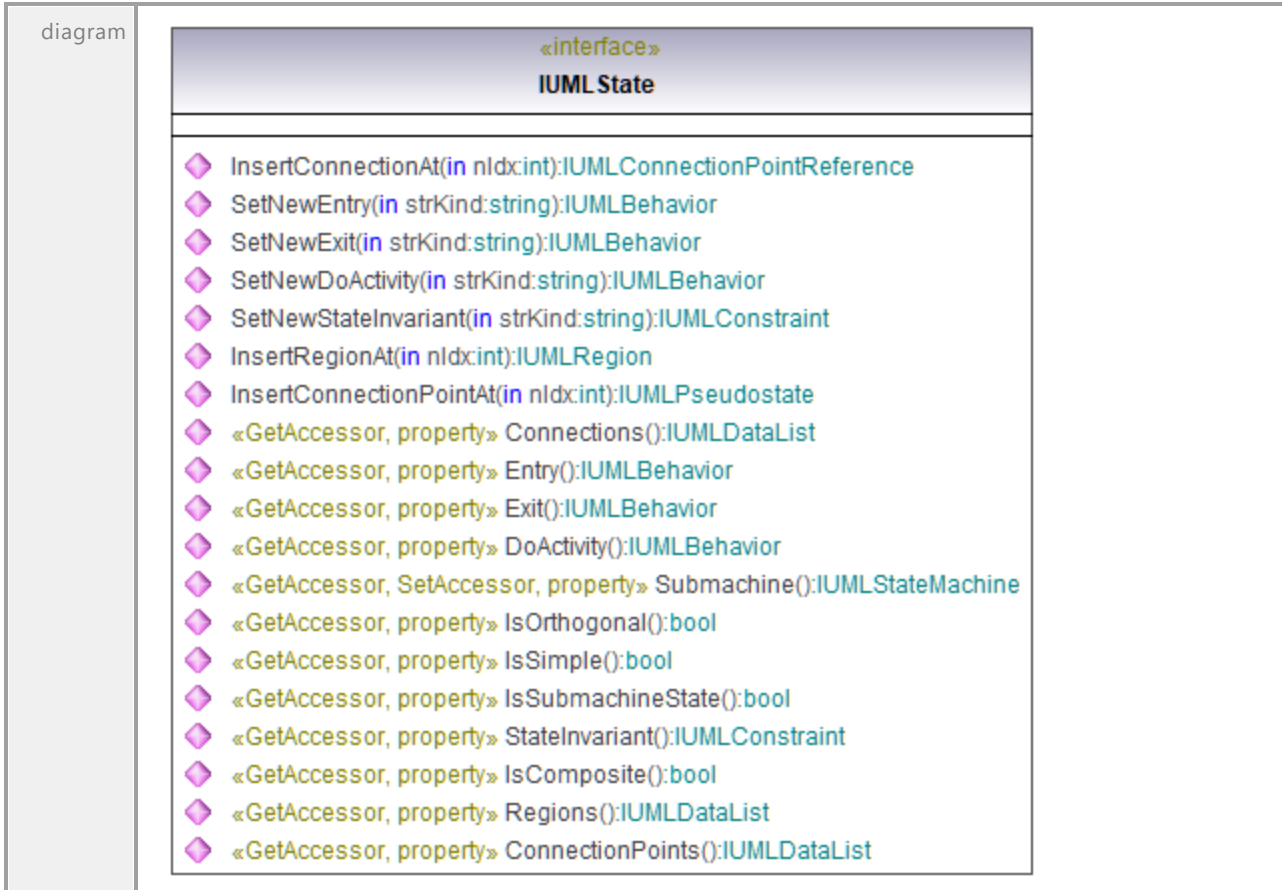 diagram
«interface»
IUMLState
InsertConnectionAt(in nIdx:int):IUMLConnectionPointReference
SetNewEntry(in strKind:string):IUMLBehavior
SetNewExit(in strKind:string):IUMLBehavior
SetNewDoActivity(in strKind:string):IUMLBehavior
SetNewStateInvariant(in strKind:string):IUMLConstraint
InsertRegionAt(in nIdx:int):IUMLRegion
InsertConnectionPointAt(in nIdx:int):IUMLPseudostate
«GetAccessor, property» Connections():IUMLDataList
«GetAccessor, property» Entry():IUMLBehavior
«GetAccessor, property» Exit():IUMLBehavior
«GetAccessor, property» DoActivity():IUMLBehavior
«GetAccessor, SetAccessor, property» Submachine():IUMLStateMachine
«GetAccessor, property» IsOrthogonal():bool
«GetAccessor, property» IsSimple():bool
«GetAccessor, property» IsSubmachineState():bool
«GetAccessor, property» StateInvariant():IUMLConstraint
«GetAccessor, property» IsComposite():bool
«GetAccessor, property» Regions():IUMLDataList
«GetAccessor, property» ConnectionPoints():IUMLDataList